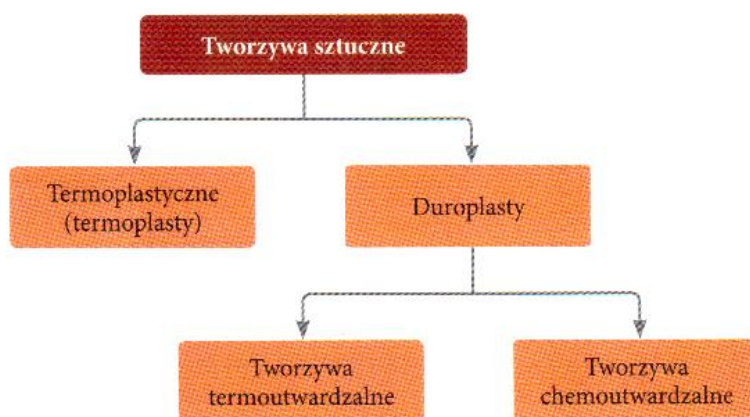 Tworzywa sztuczne
Termoplastyczne
(termoplasty)
Duroplasty
Tworzywa
termoutwardzalne
Tworzywa
chemoutwardzalne